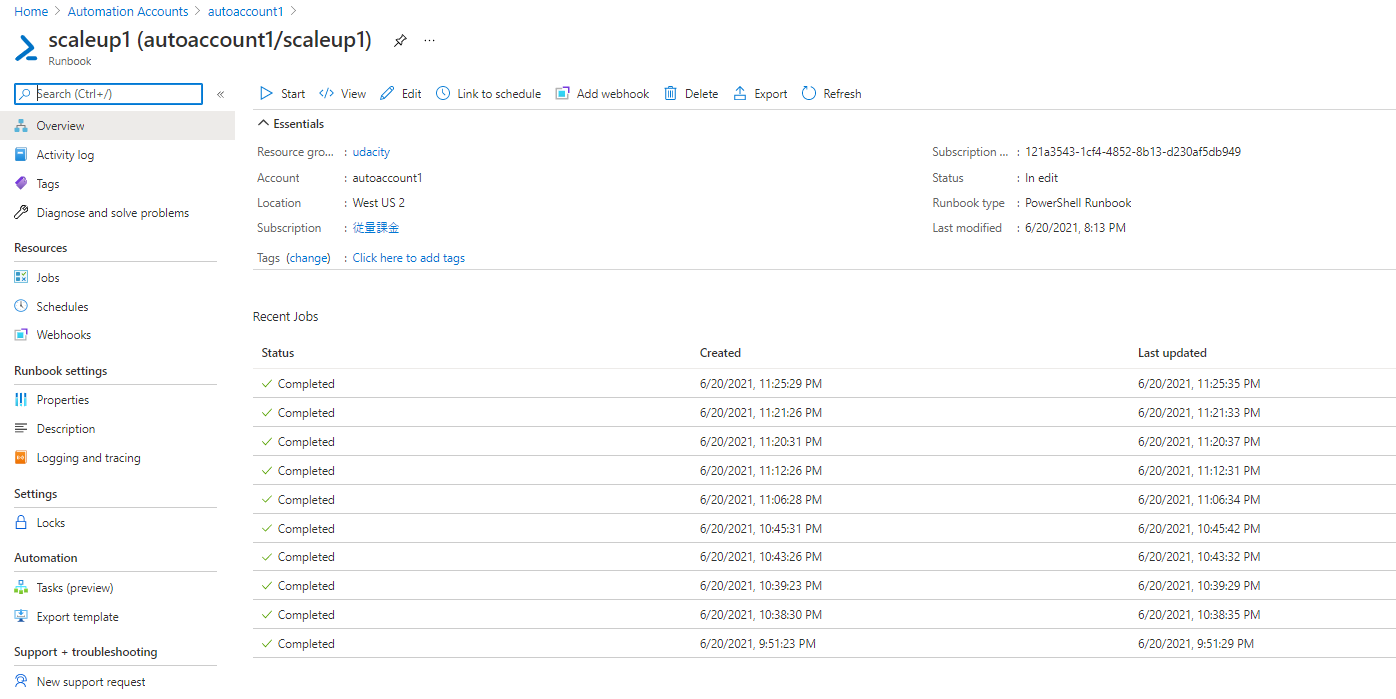 Home > Automation Accounts > autoaccount1 >
scaleup1 (autoaccount1/scaleup1)
...
Runbook
Search (Ctrl+/)
«
Start View Edit Link to schedule Add webhook Delete Export Refresh
Overview
Activity log
Tags
Diagnose and solve problems
Resources
Jobs
Schedules
Webhooks
Runbook settings
Properties
Description
Logging and tracing
Settings
Locks
Automation
Tasks (preview)
Export template
Support + troubleshooting
New support request
Essentials
Resource gro... : udacity
Account : autoaccount1
Location : West US 2
Subscription : 従量課金
Tags (change) : Click here to add tags
Subscription ... : 121a3543-1cf4-4852-8b13-d230af5db949
Status : In edit
Runbook type : PowerShell Runbook
Last modified : 6/20/2021, 8:13 PM
Recent Jobs
Status Created Last updated
Completed 6/20/2021, 11:25:29 PM 6/20/2021, 11:25:35 PM
Completed 6/20/2021, 11:21:26 PM 6/20/2021, 11:21:33 PM
Completed 6/20/2021, 11:20:31 PM 6/20/2021, 11:20:37 PM
Completed 6/20/2021, 11:12:26 PM 6/20/2021, 11:12:31 PM
Completed 6/20/2021, 11:06:28 PM 6/20/2021, 11:06:34 PM
Completed 6/20/2021, 10:45:31 PM 6/20/2021, 10:45:42 PM
Completed 6/20/2021, 10:43:26 PM 6/20/2021, 10:43:32 PM
Completed 6/20/2021, 10:39:23 PM 6/20/2021, 10:39:29 PM
Completed 6/20/2021, 10:38:30 PM 6/20/2021, 10:38:35 PM
Completed 6/20/2021, 9:51:23 PM 6/20/2021, 9:51:29 PM